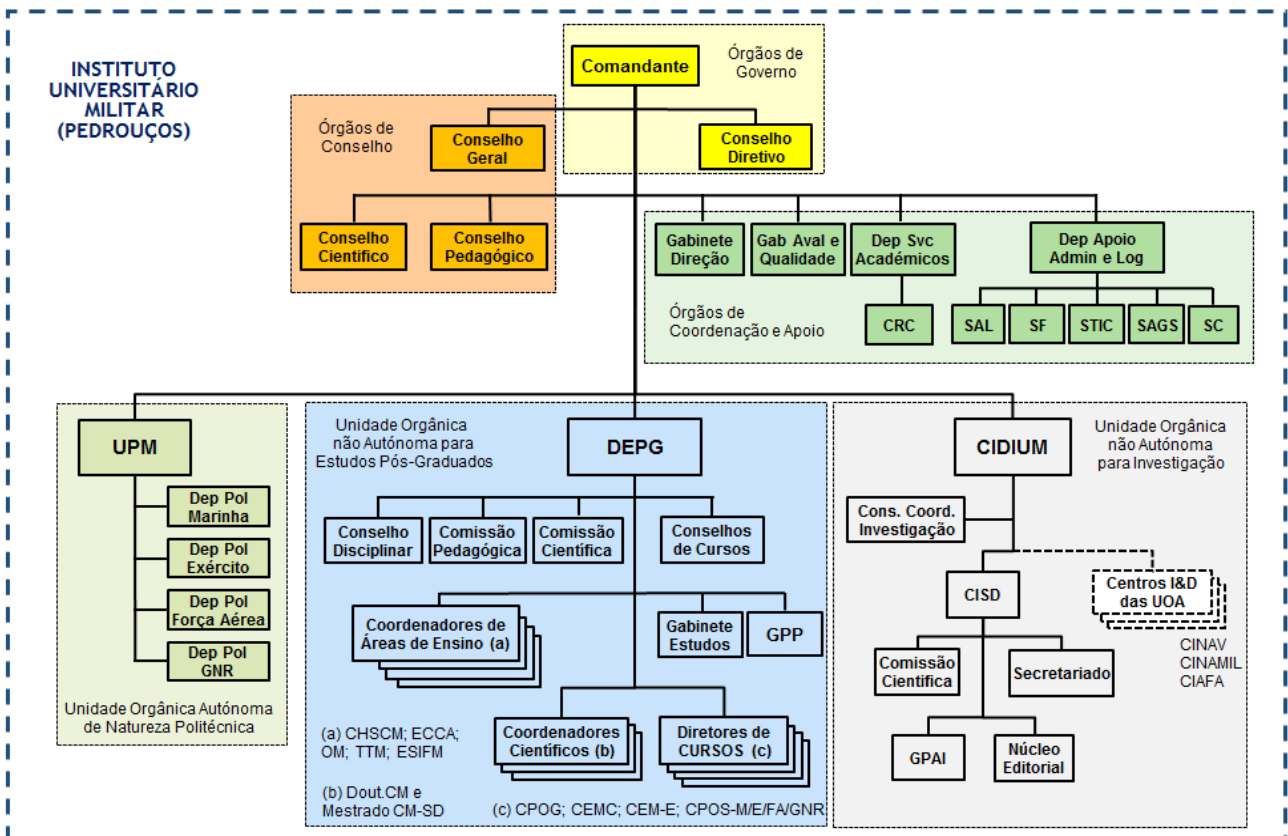 INSTITUTO
UNIVERSITÁRIO
MILITAR
(PEDROUÇOS)
Comandante
Órgãos de
Governo
Órgãos de
Conselho
Conselho
Geral
Conselho
Diretivo
Conselho
Científico
Conselho
Pedagógico
Gabinete
Direção
Gab Aval e
Qualidade
Dep Svc
Académicos
Dep Apoio
Admin e Log
Órgãos de
Coordenação e Apoio
CRC
SAL
SF
STIC
SAGS
SC
UPM
Dep Pol
Marinha
Dep Pol
Exército
Dep Pol
Força Aérea
Dep Pol
GNR
Unidade Orgânica Autónoma
de Natureza Politécnica
Unidade Orgânica
não Autónoma para
Estudos Pós-Graduados
DEPG
Conselho
Disciplinar
Comissão
Pedagógica
Comissão
Científica
Conselhos
de Cursos
Coordenadores de
Áreas de Ensino (a)
Gabinete
Estudos
GPP
Coordenadores
Científicos (b)
Diretores de
CURSOS (c)
(a) CHSCM; ECCA;
OM; TTM; ESIFM
(b) Dout.CM e
Mestrado CM-SD
(c) CPOG; CEMC; CEM-E; CPOS-M/E/FA/GNR
CIDIUM
Unidade Orgânica
não Autónoma
para Investigação
Cons. Coord.
Investigação
CISD
Centros I&D
das UOA
CINAV
CINAMIL
CIAFA
Comissão
Cientifica
Secretariado
GPAI
Núcleo
Editorial